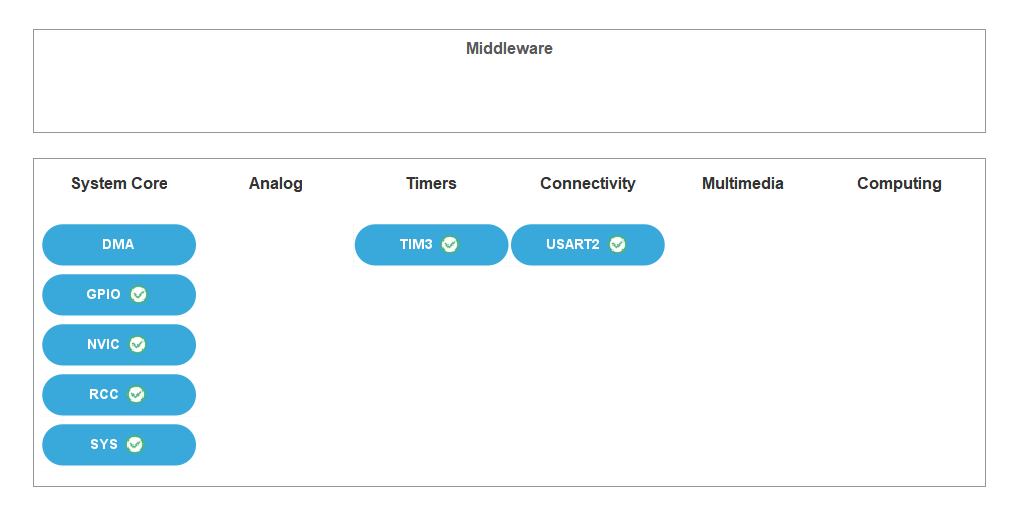 Middleware
System Core Analog Timers Connectivity Multimedia Computing
DMA TIM3 USART2
GPIO
NVIC
RCC
SYS